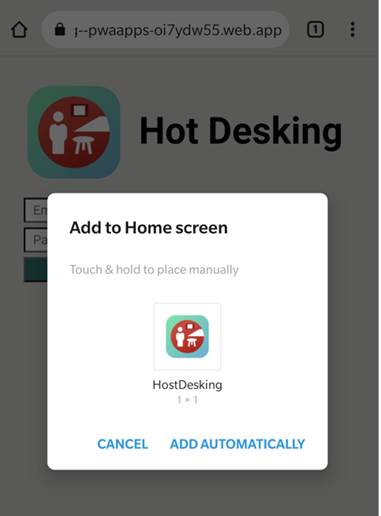 g--pwaapps-oi7ydw55.web.app
1
Hot Desking
Em
Pa
Add to Home screen
Touch & hold to place manually
HostDesking
1 × 1
CANCEL
ADD AUTOMATICALLY